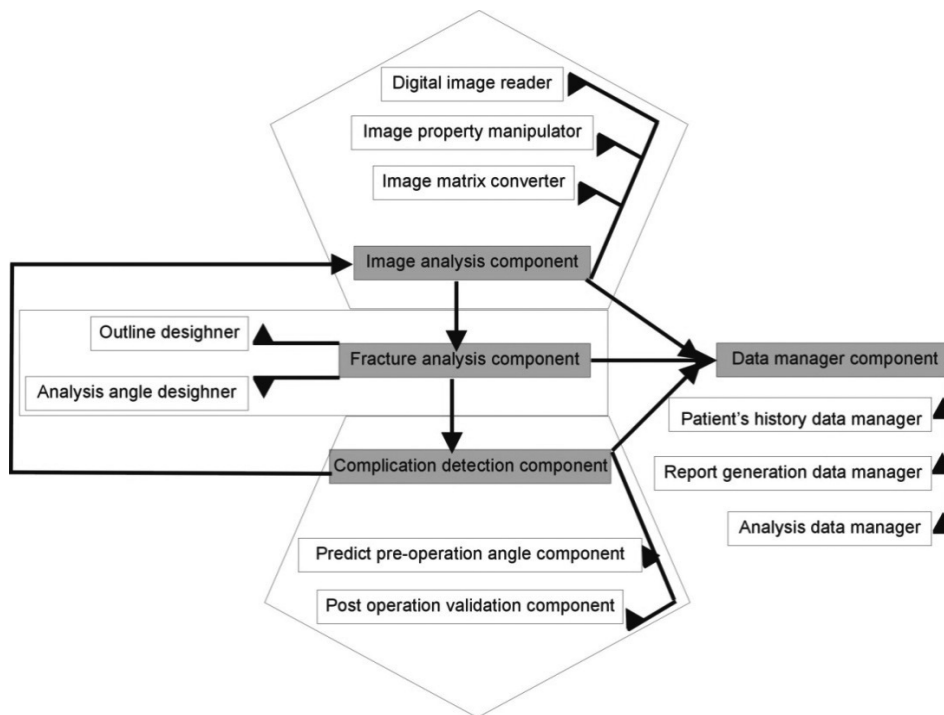 Digital image reader
Image property manipulator
Image matrix converter
Image analysis component
Outline desighner
Fracture analysis component
Data manager component
Analysis angle desighner
Patient's history data manager
Complication detection component
Report generation data manager
Analysis data manager
Predict pre-operation angle component
Post operation validation component